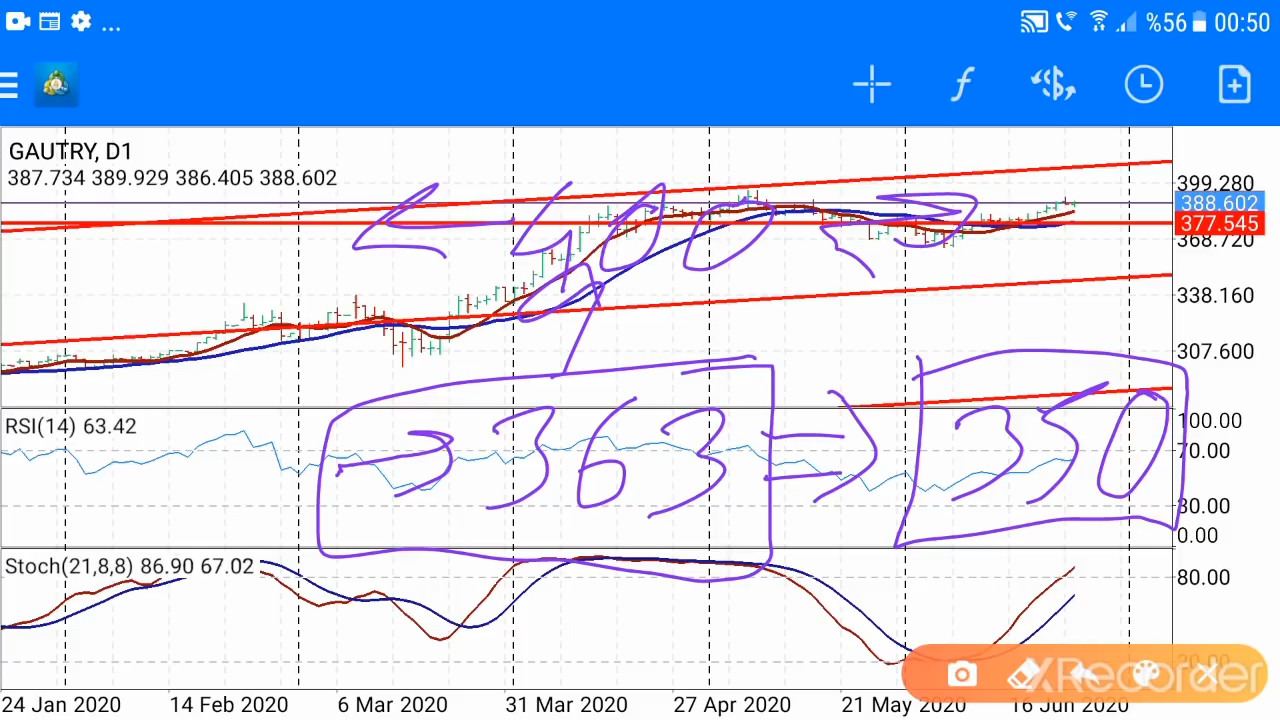 ... %56 00:50
GAUTRY, D1
387.734 389.929 386.405 388.602
399.280
388.602
377.545
368.720
338.160
307.600
400
RSI(14) 63.42
100.00
70.00
30.00
0.00
363
350
Stoch(21,8,8) 86.90 67.02
80.00
20.00
XRecorder
24 Jan 2020 14 Feb 2020 6 Mar 2020 31 Mar 2020 27 Apr 2020 21 May 2020 16 Jun 2020